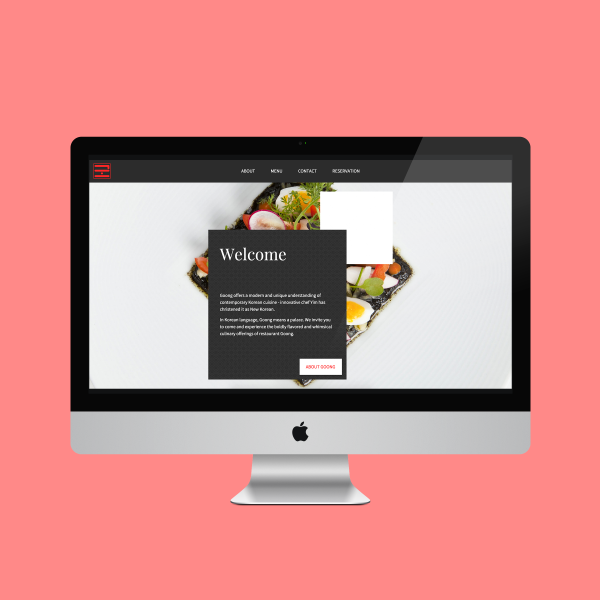 ABOUT MENU CONTACT RESERVATION
Welcome
Goong offers a modern and unique understanding of
contemporary Korean cuisine - innovative chef Yim has
christened it as New Korean.
In Korean language, Goong means a palace. We invite you
to come and experience the boldly flavored and whimsical
culinary offerings of restaurant Goong.
ABOUT GOONG